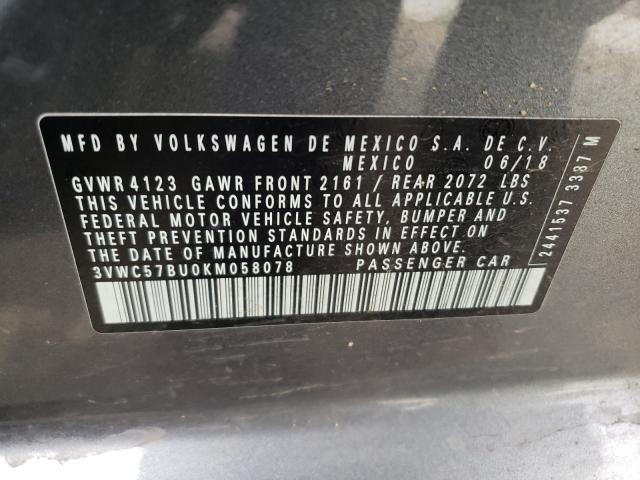 MFD BY VOLKSWAGEN DE MEXICO S.A. DE C.V.
MEXICO 06/18
GVWR 4123 GAWR FRONT 2161 / REAR 2072 LBS
THIS VEHICLE CONFORMS TO ALL APPLICABLE U.S.
FEDERAL MOTOR VEHICLE SAFETY, BUMPER AND
THEFT PREVENTION STANDARDS IN EFFECT ON
THE DATE OF MANUFACTURE SHOWN ABOVE.
3VWC57BU0KM058078 PASSENGER CAR
2441537 3387 M